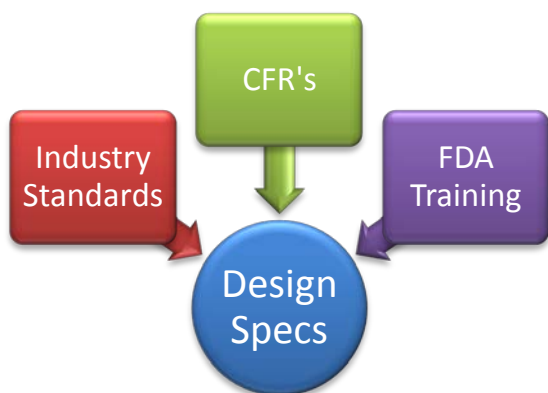 CFR's
Industry
Standards
FDA
Training
Design
Specs